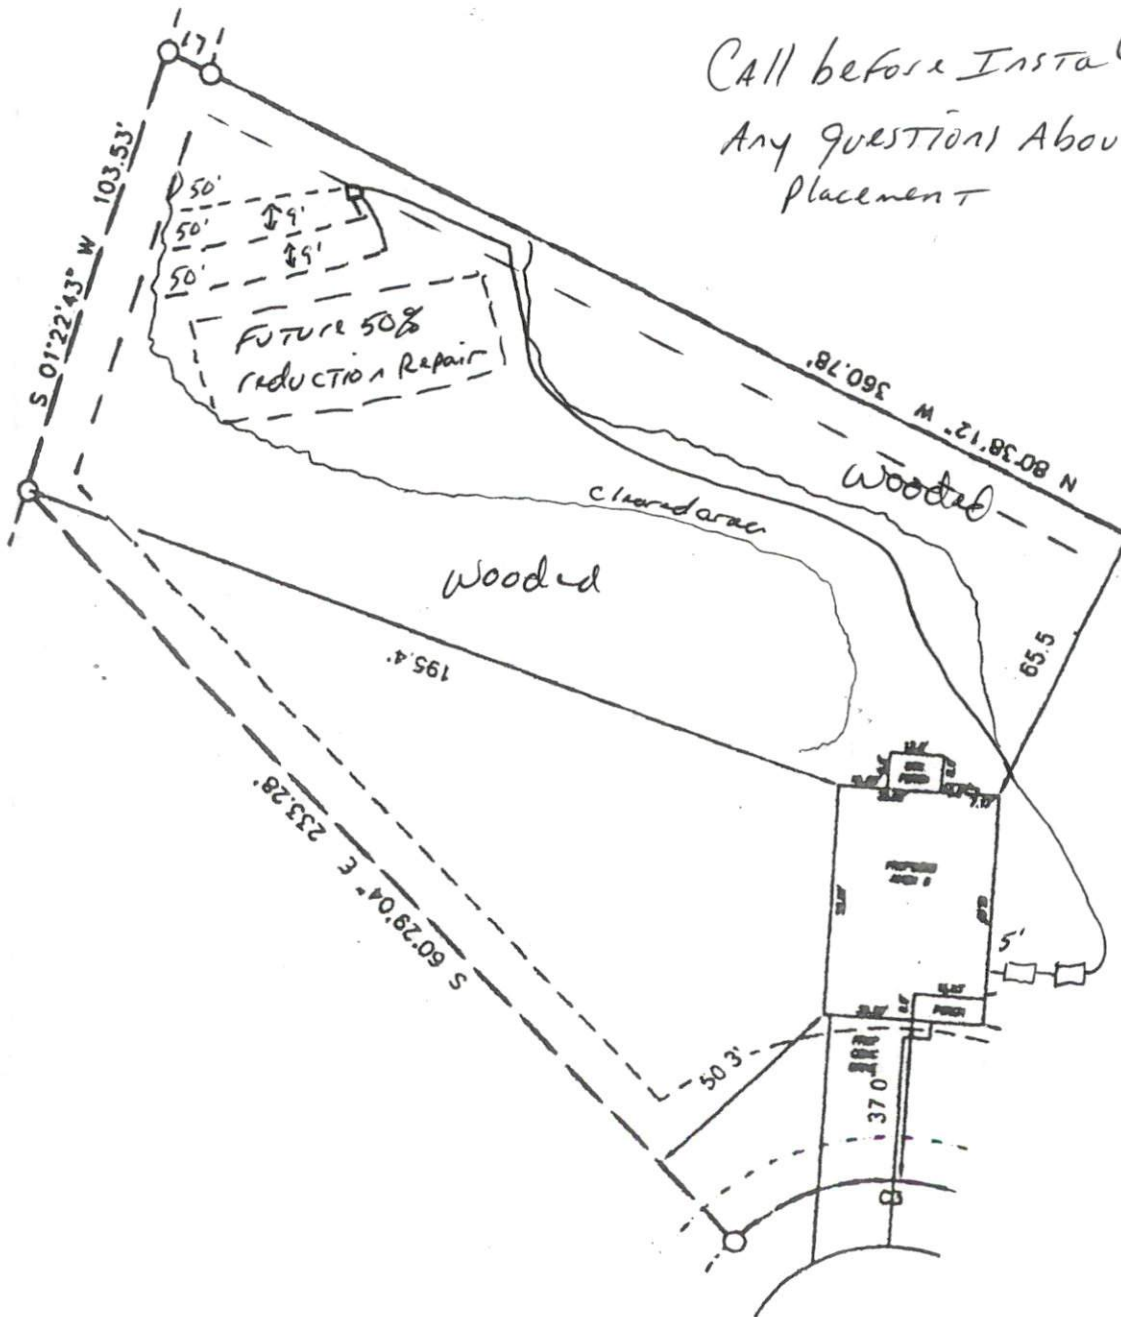 CAll before Insta
Any questions Abou
Placement
17
S 01°22'43" W 103.53'
50'
9'
50'
9'
50'
Future 50%
reduction Repair
N 80°38'12" W 360.78'
Wooded
Cleared area
Wooded
195.4'
65.5
S 60°29'04" E 233.28'
PROPOSED
5'
PORCH
50 3'
37 0